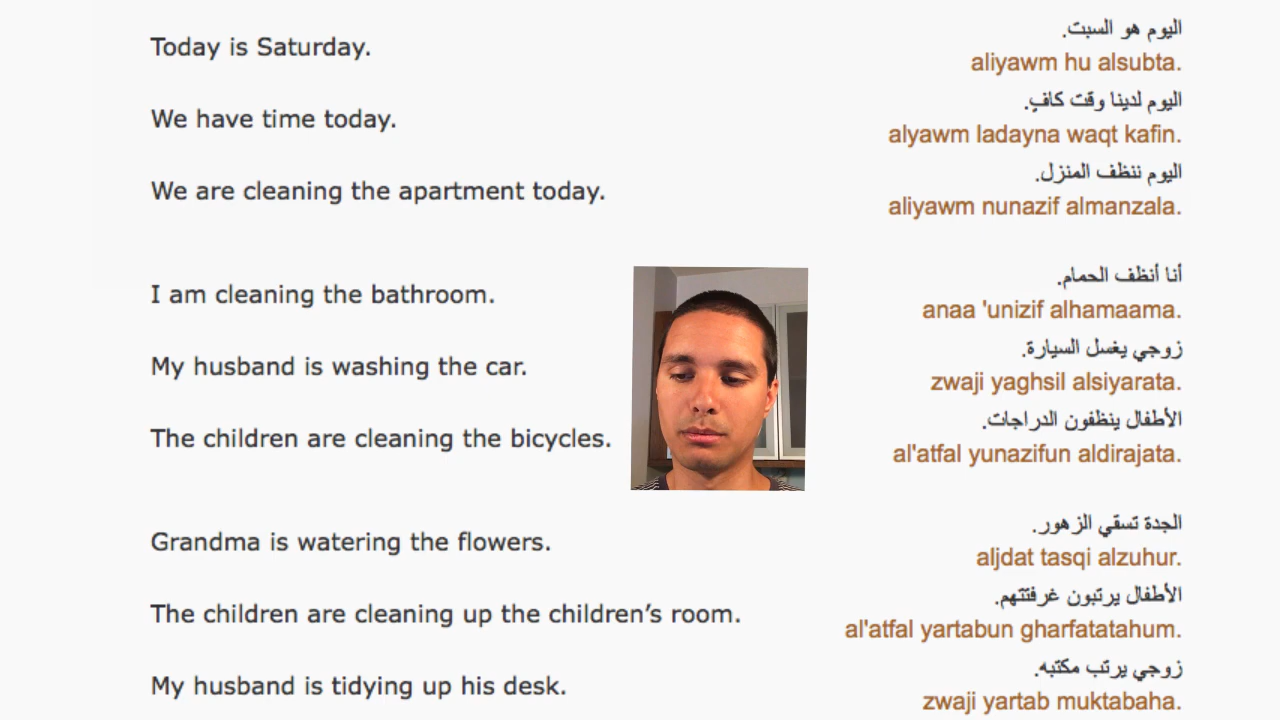 Today is Saturday.
اليوم هو السبت.
aliyawm hu alsubta.
We have time today.
اليوم لدينا وقت كافٍ.
alyawm ladayna waqt kafin.
We are cleaning the apartment today.
اليوم ننظف المنزل.
aliyawm nunazif almanzala.
I am cleaning the bathroom.
أنا أنظف الحمام.
anaa 'unizif alhamaama.
My husband is washing the car.
زوجي يغسل السيارة.
zwaji yaghsil alsiyarata.
The children are cleaning the bicycles.
الأطفال ينظفون الدراجات.
al'atfal yunazifun aldirajata.
Grandma is watering the flowers.
الجدة تسقي الزهور.
aljdat tasqi alzuhur.
The children are cleaning up the children’s room.
الأطفال يرتبون غرفتتهم.
al'atfal yartabun gharfatatahum.
My husband is tidying up his desk.
زوجي يرتب مكتبه.
zwaji yartab muktabaha.